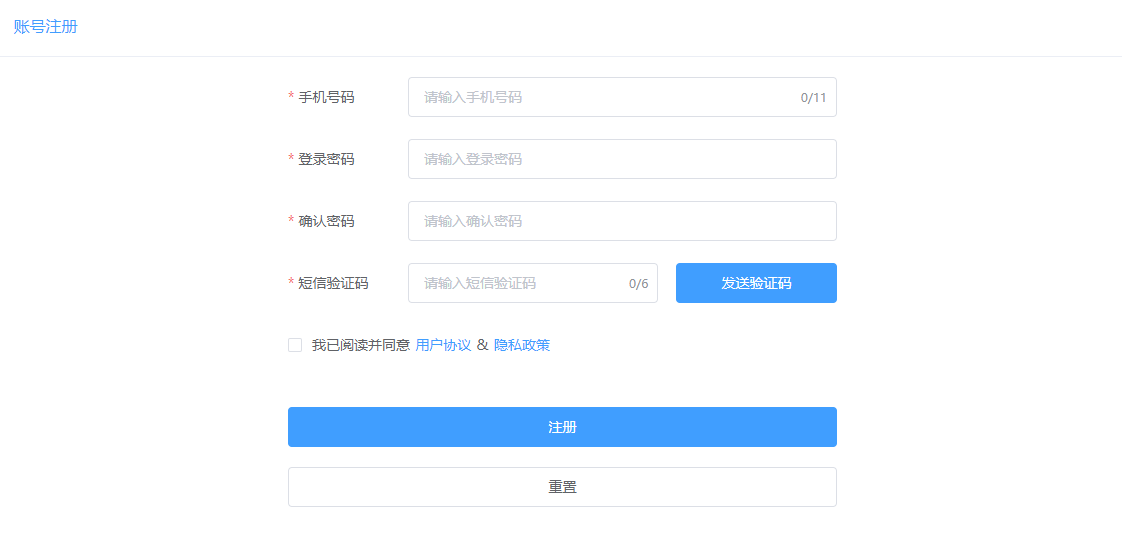 账号注册
* 手机号码 请输入手机号码 0/11
* 登录密码 请输入登录密码
* 确认密码 请输入确认密码
* 短信验证码 请输入短信验证码 0/6 发送验证码
我已阅读并同意 用户协议 & 隐私政策
注册
重置